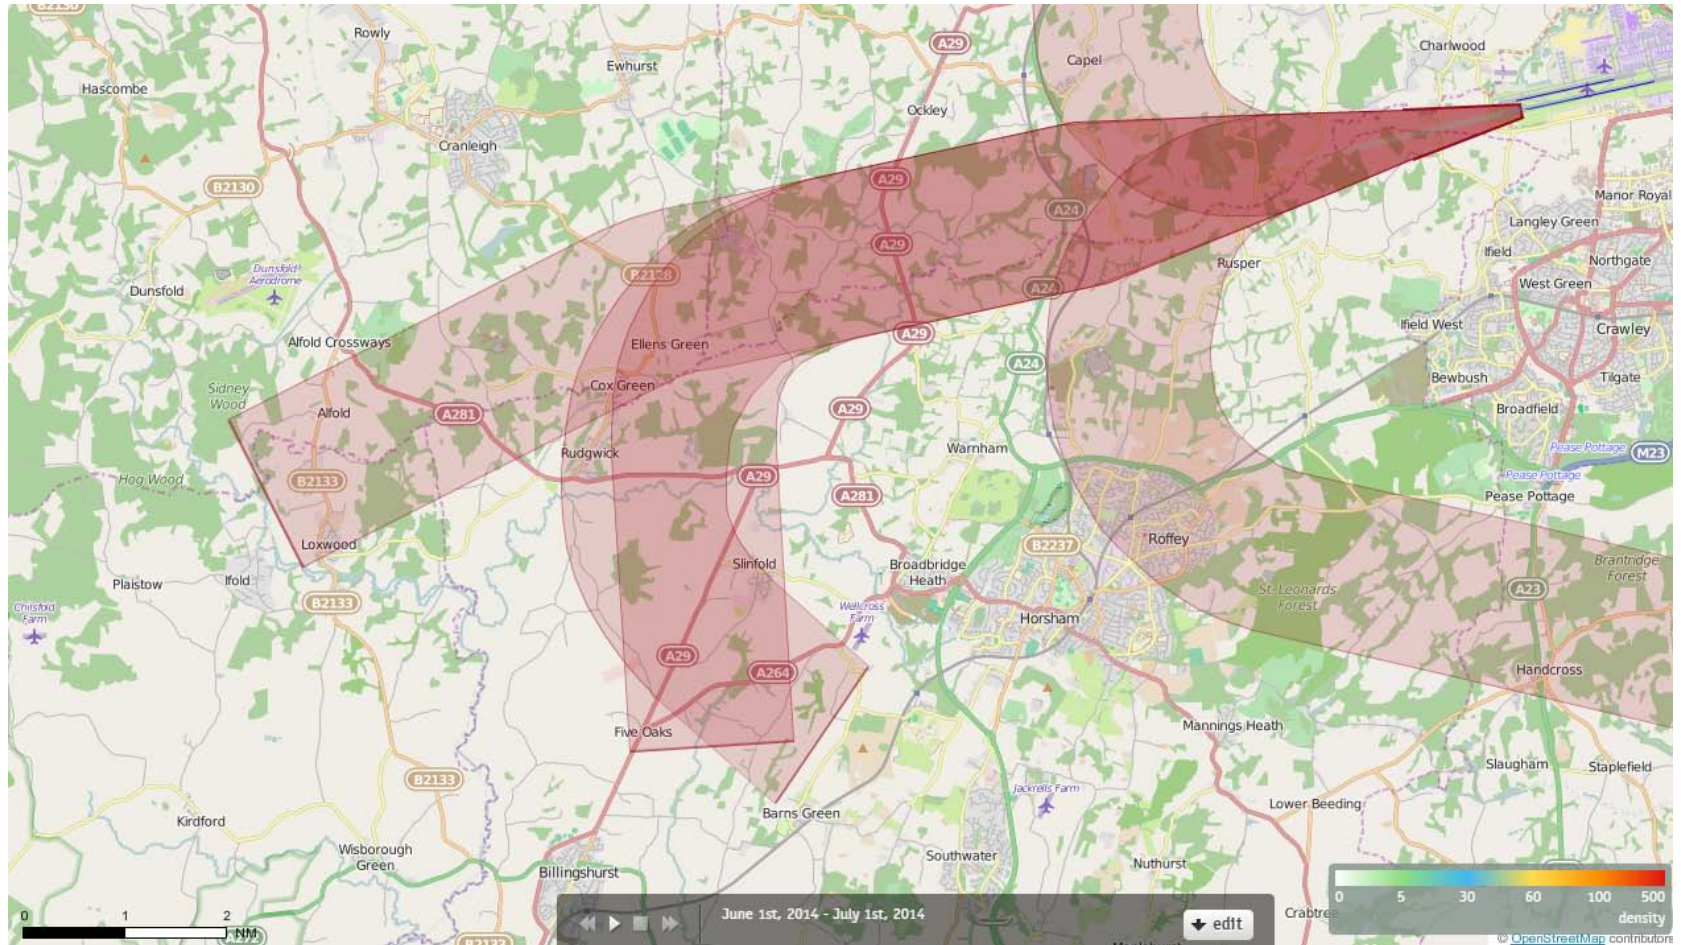 Rowly
Hascombe
Ewhurst
A29
Capel
Charlwood
Ockley
Cranleigh
B2130
A29
A24
Manor Royal
Langley Green
A29
Ifield
Northgate
Rusper
Dunsfold
Aerodrome
Dunsfold
B2128
A24
West Green
Alfold Crossways
Ellens Green
A29
Ifield West
Crawley
A24
Cox Green
Bewbush
Tilgate
Sidney
Wood
Alfold
A281
A29
Broadfield
Warnham
Rudgwick
Pease Pottage
M23
Hog Wood
B2133
A29
Pease Pottage
A281
Pease Pottage
Loxwood
B2237
Roffey
Slinfold
Broadbridge
Heath
Brantridge
Forest
Plaistow
Ifold
St. Leonards
Forest
A23
B2133
Chilsfold
Farm
Wellcross
Farm
Horsham
A29
A264
Handcross
Five Oaks
Mannings Heath
B2133
Slaugham
Staplefield
Jackrells Farm
Lower Beeding
Barns Green
Kirdford
Wisborough
Green
Southwater
Nuthurst
Billingshurst
0 1 2
NM
A272
June 1st, 2014 - July 1st, 2014
edit
0 5 30 60 100 500
density
Crabtree
© OpenStreetMap contributors